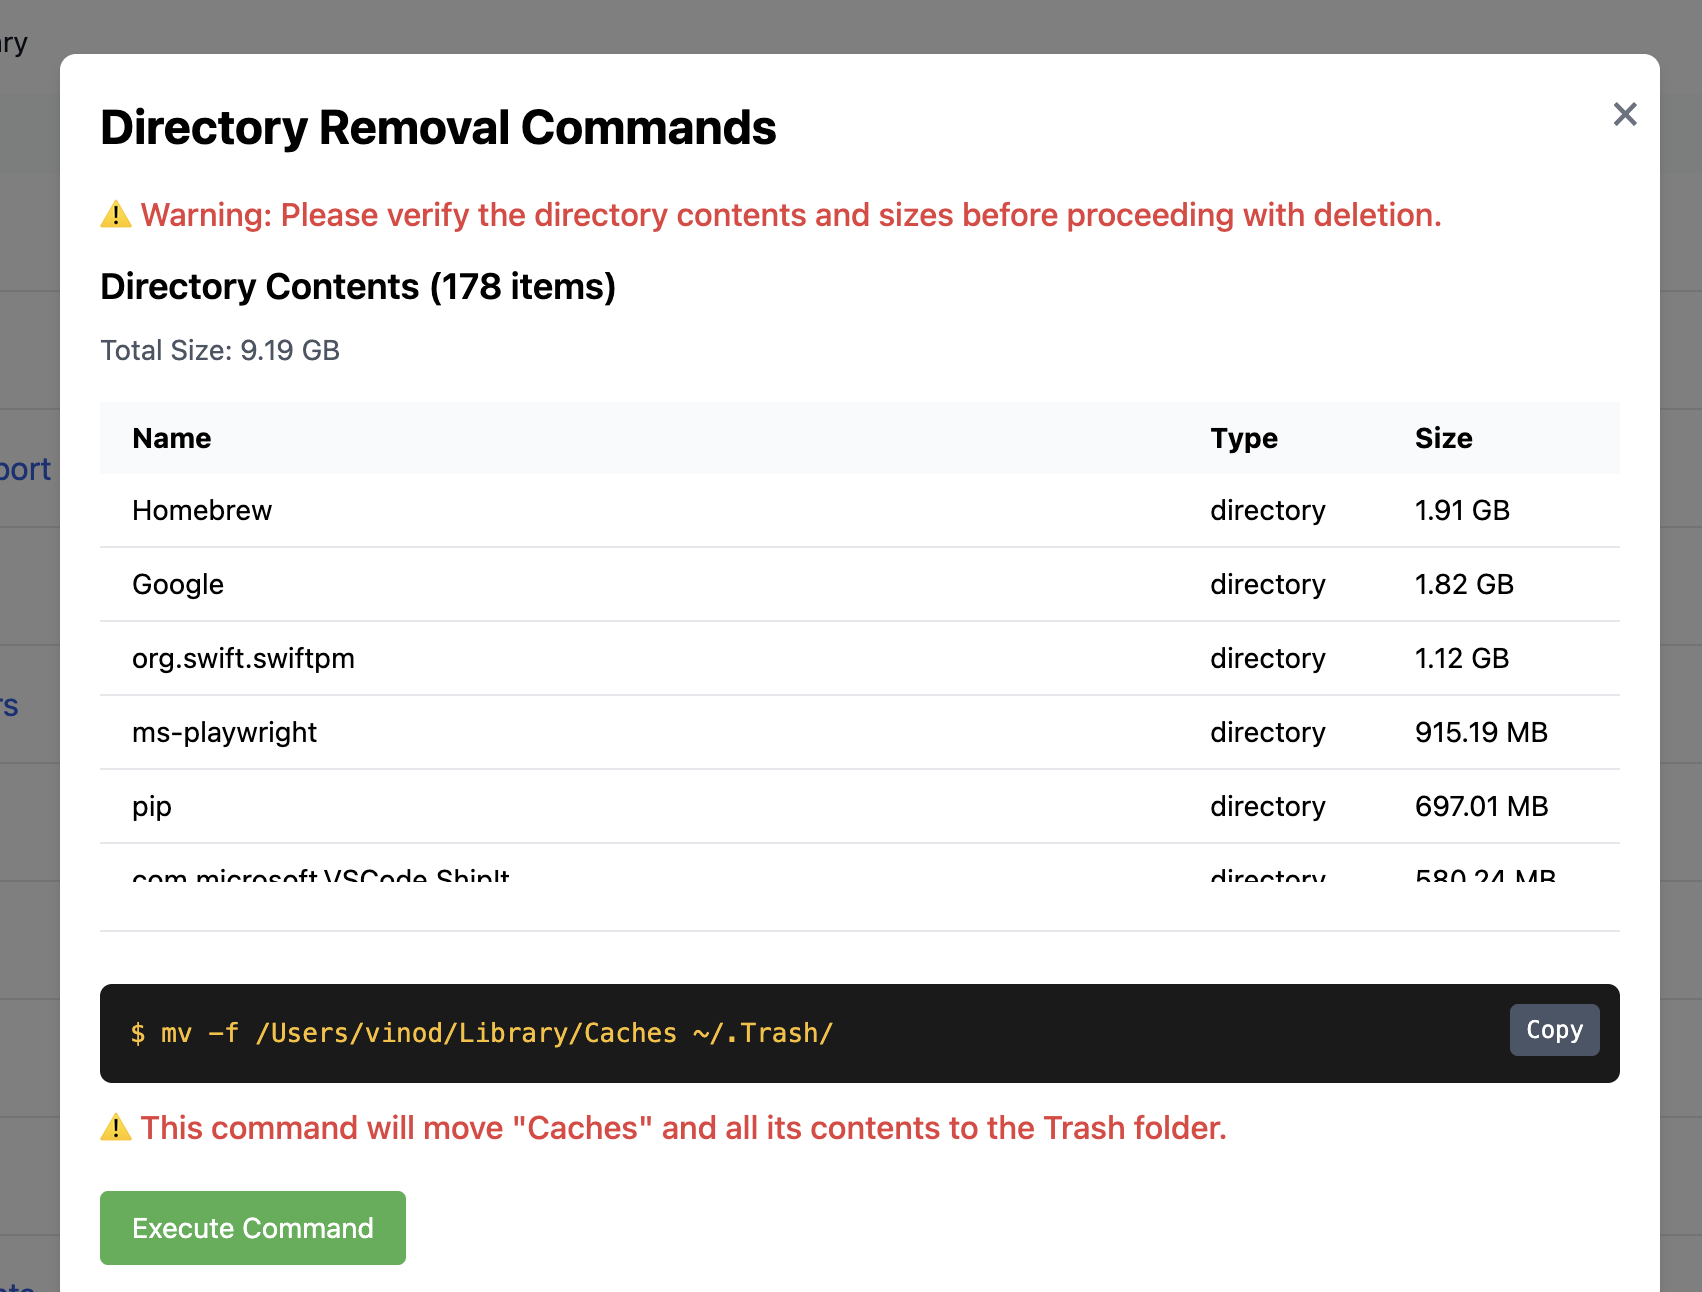 ry
Directory Removal Commands
⚠️ Warning: Please verify the directory contents and sizes before proceeding with deletion.
Directory Contents (178 items)
Total Size: 9.19 GB
Name Type Size
Homebrew directory 1.91 GB
Google directory 1.82 GB
port
org.swift.swiftpm directory 1.12 GB
rs
ms-playwright directory 915.19 MB
pip directory 697.01 MB
com.microsoft.VSCode.ShipIt directory 580.24 MB
$ mv -f /Users/vinod/Library/Caches ~/.Trash/
Copy
⚠️ This command will move "Caches" and all its contents to the Trash folder.
Execute Command